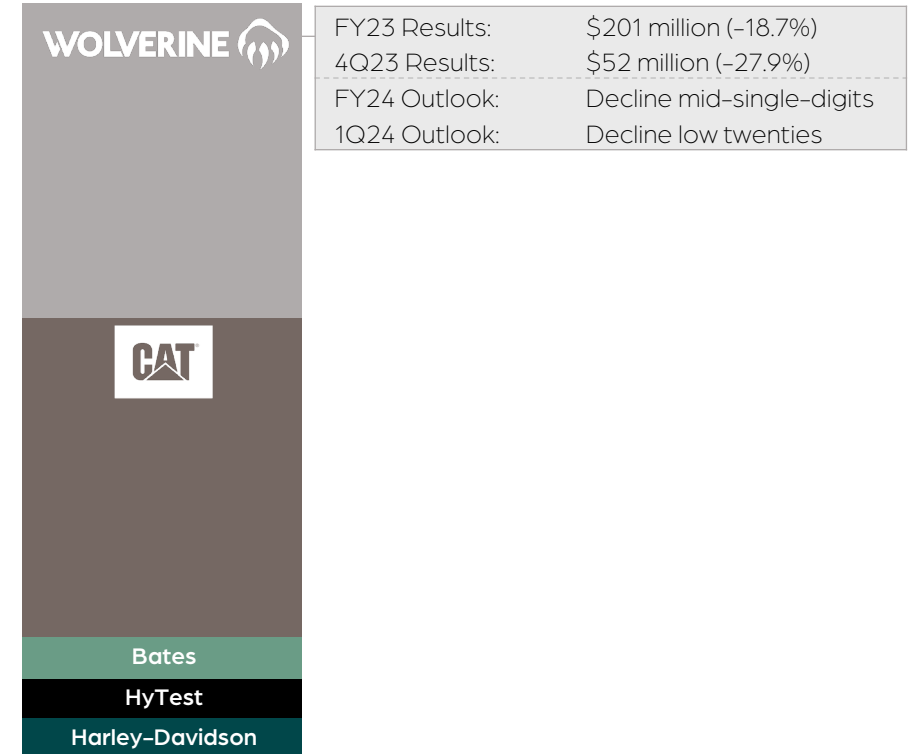 WOLVERINE
FY23 Results: $201 million (-18.7%)
4Q23 Results: $52 million (-27.9%)
FY24 Outlook: Decline mid-single-digits
1Q24 Outlook: Decline low twenties
CAT
Bates
HyTest
Harley-Davidson